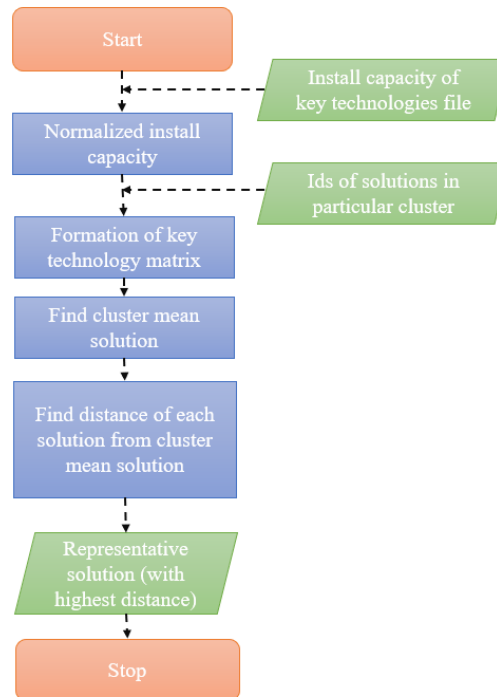 Start
Install capacity of
key technologies file
Normalized install
capacity
Ids of solutions in
particular cluster
Formation of key
technology matrix
Find cluster mean
solution
Find distance of each
solution from cluster
mean solution
Representative
solution (with
highest distance)
Stop